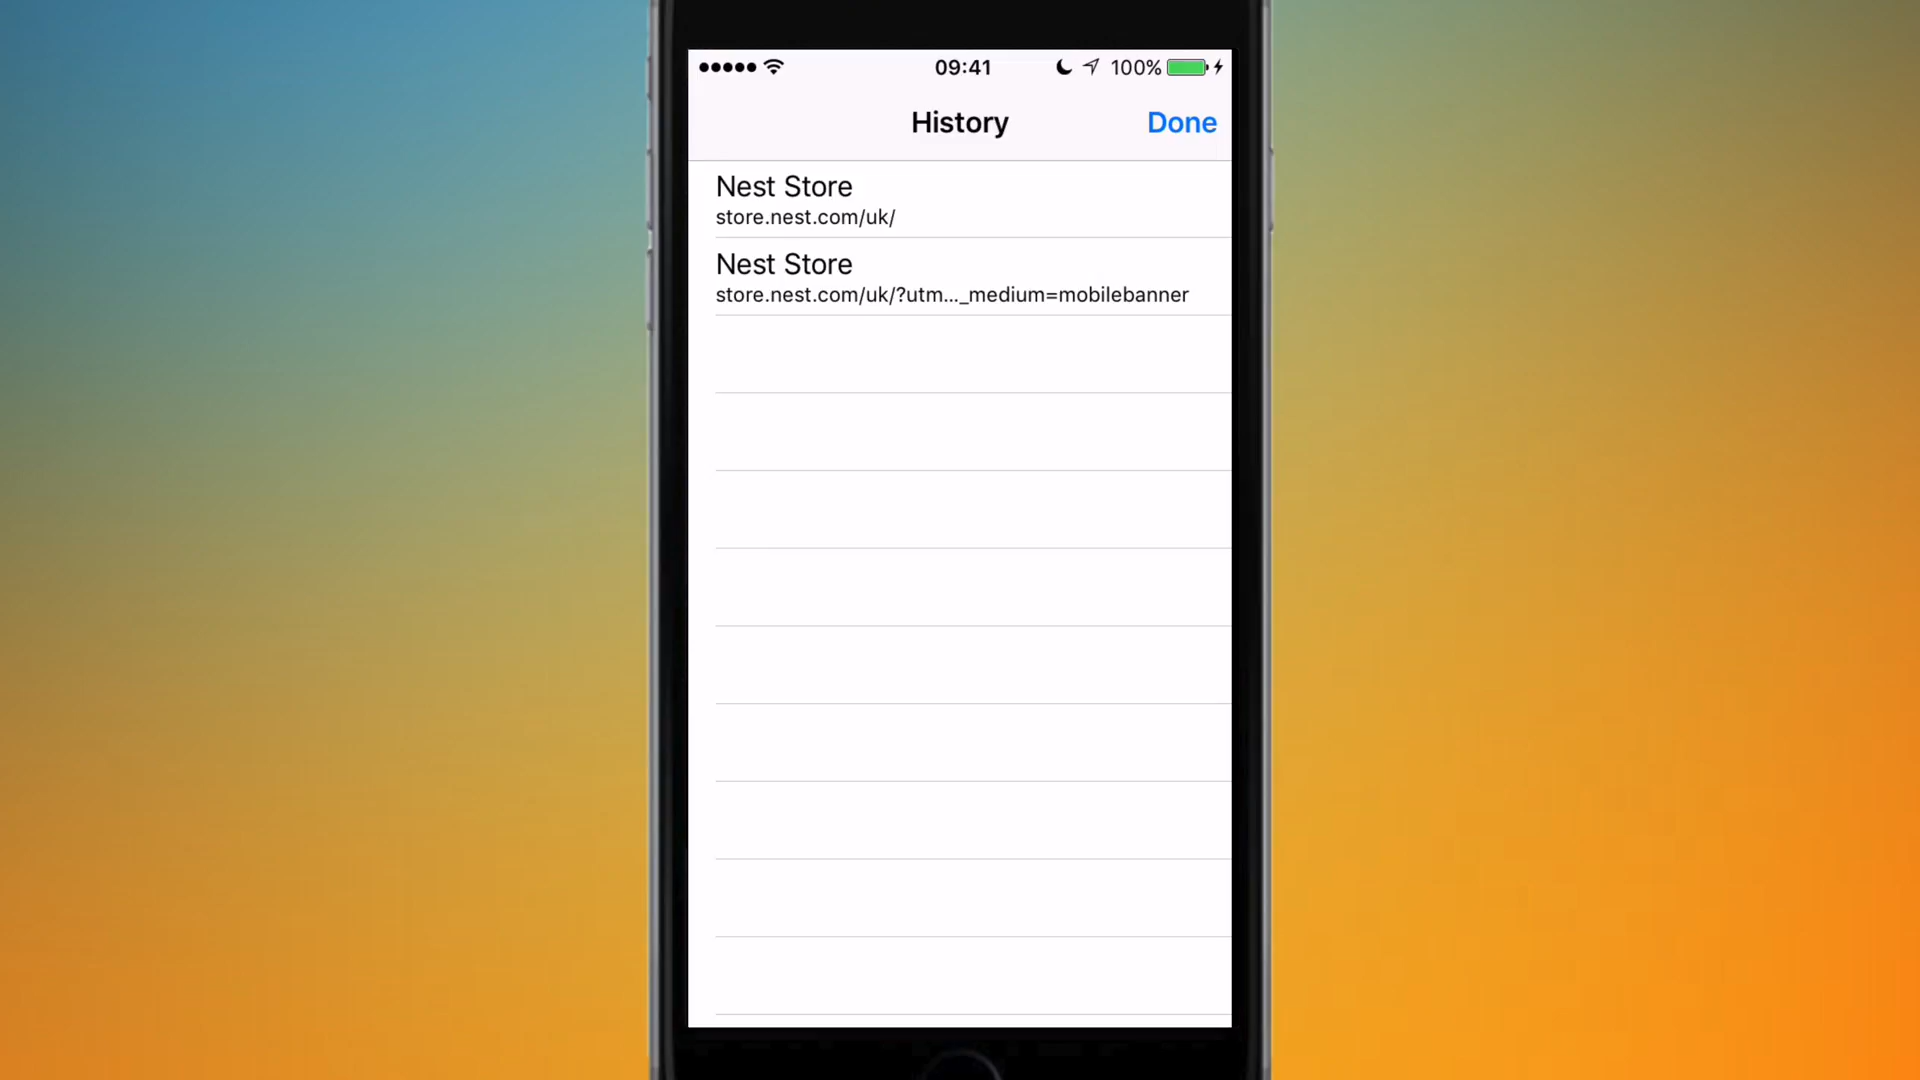 09:41 100%
History Done
Nest Store
store.nest.com/uk/
Nest Store
store.nest.com/uk/?utm..._medium=mobilebanner